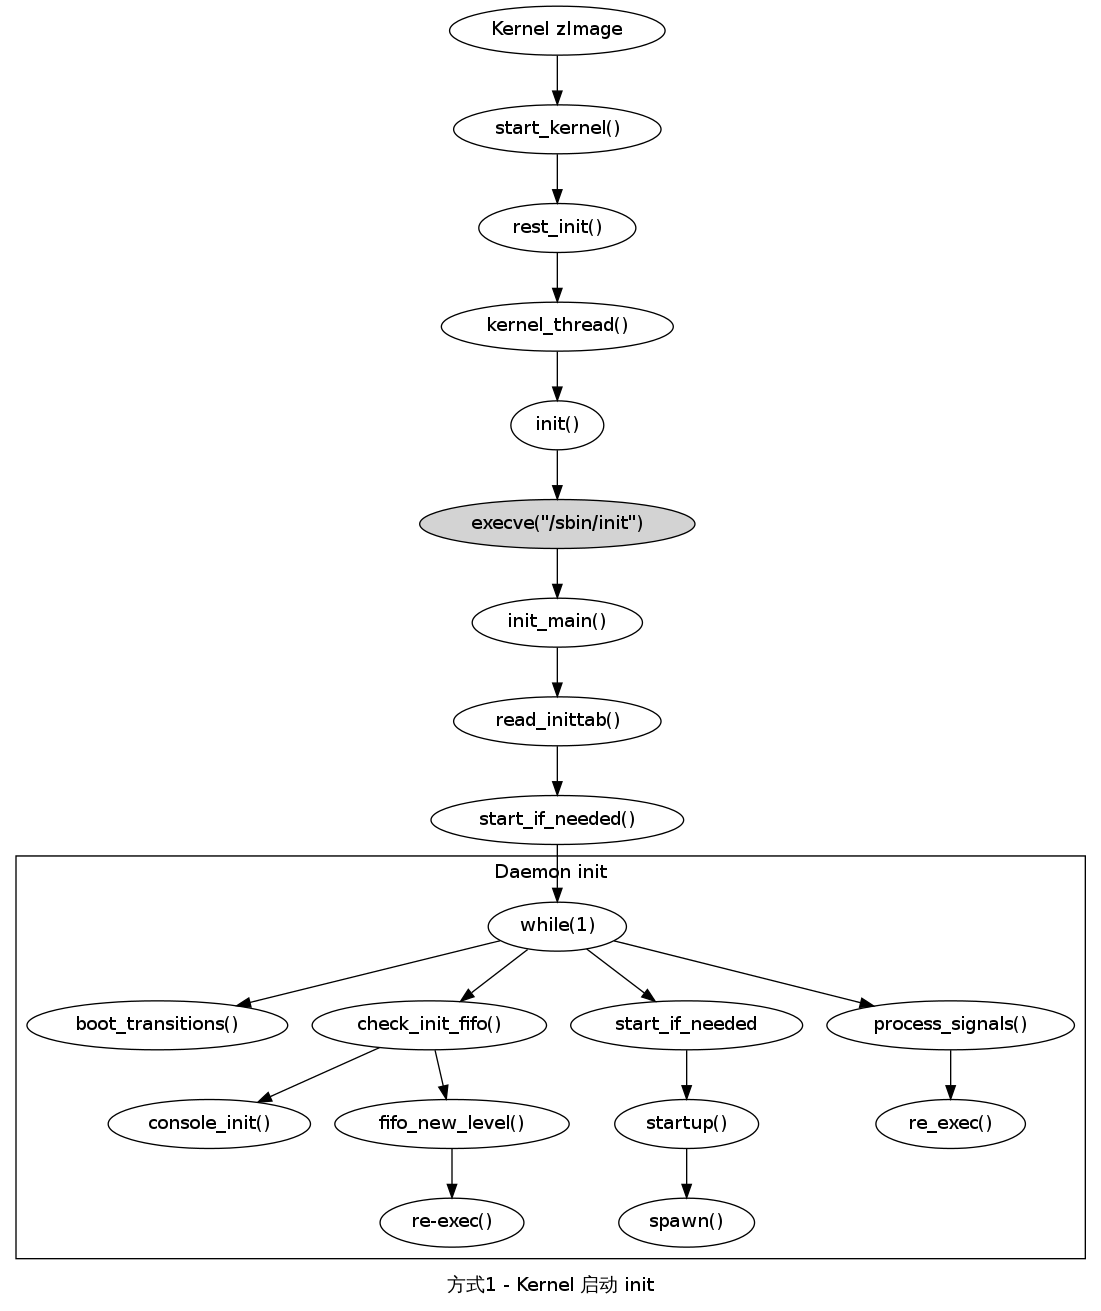 Kernel zImage
start_kernel()
rest_init()
kernel_thread()
init()
execve("/sbin/init")
init_main()
read_inittab()
start_if_needed()
Daemon init
while(1)
boot_transitions()
check_init_fifo()
start_if_needed
process_signals()
console_init()
fifo_new_level()
startup()
re_exec()
re-exec()
spawn()
方式1 - Kernel 启动 init